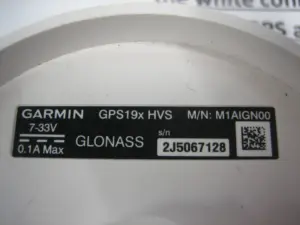 the white con
GARMIN GPS19x HVS M/N: M1AIGN00
7-33V
0.1A Max GLONASS s/n 2J5067128